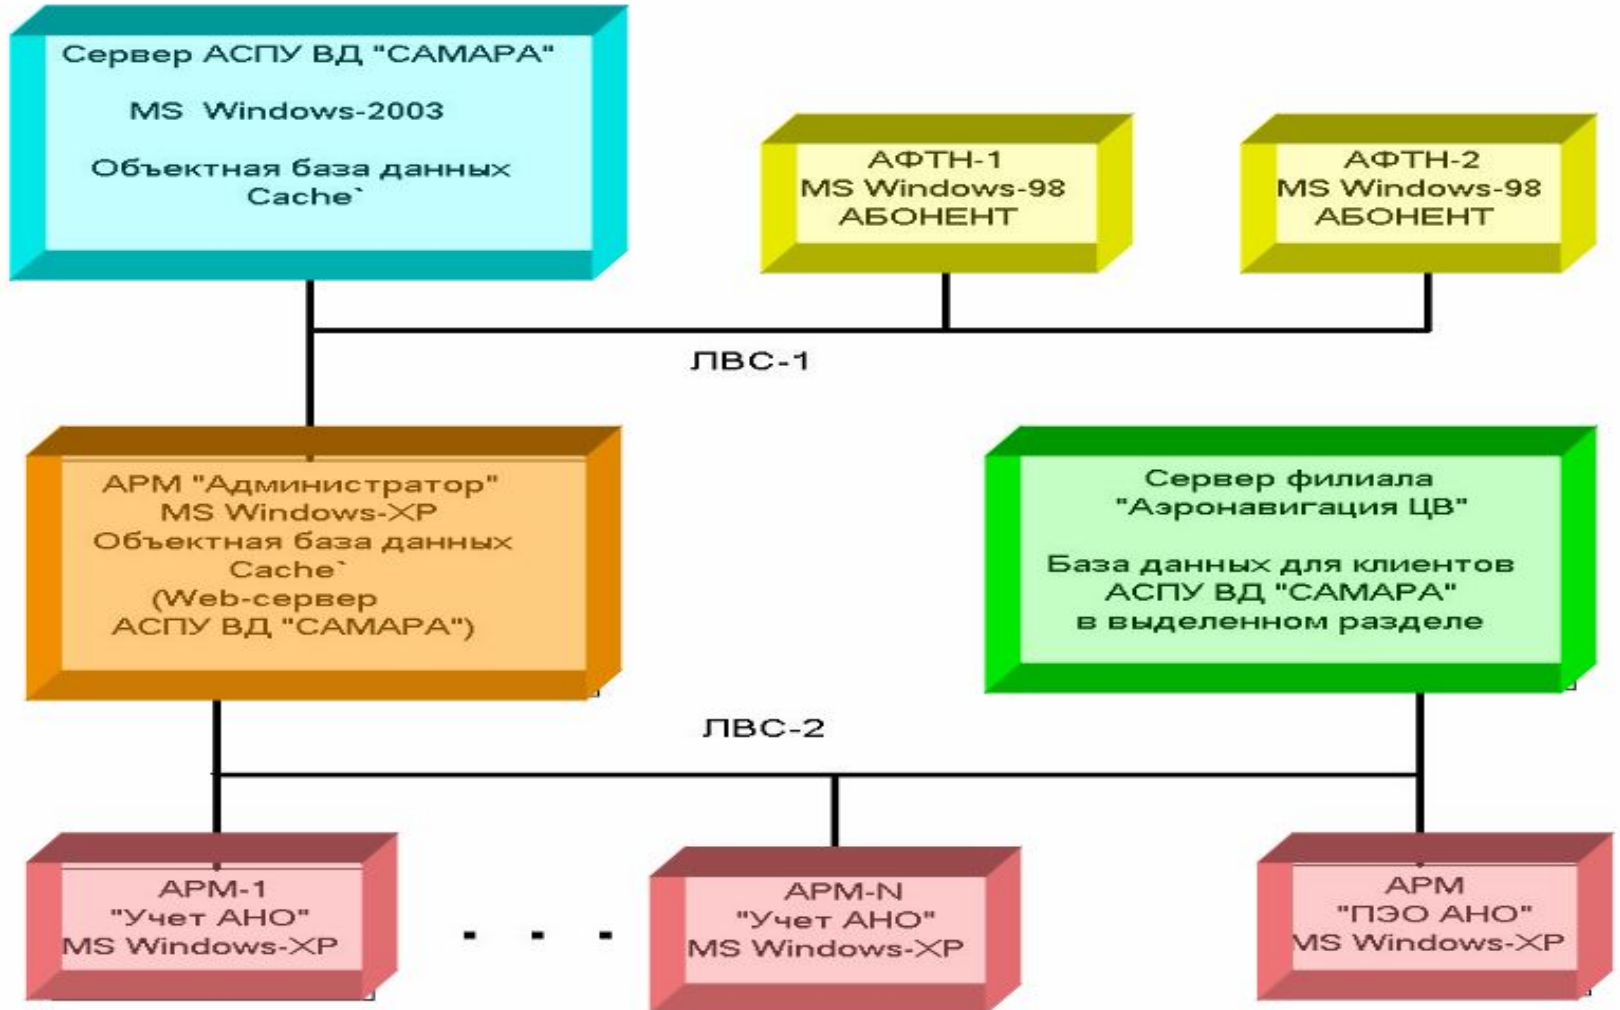 Сервер АСПУ ВД "САМАРА"
MS Windows-2003
Объектная база данных
Cache`
АФТН-1
MS Windows-98
АБОНЕНТ
АФТН-2
MS Windows-98
АБОНЕНТ
ЛВС-1
АРМ "Администратор"
MS Windows-XP
Объектная база данных
Cache`
(Web-сервер
АСПУ ВД "САМАРА")
Сервер филиала
"Аэронавигация ЦВ"
База данных для клиентов
АСПУ ВД "САМАРА"
в выделенном разделе
ЛВС-2
АРМ-1
"Учет АНО"
MS Windows-XP
. . .
АРМ-N
"Учет АНО"
MS Windows-XP
АРМ
"ПЭО АНО"
MS Windows-XP